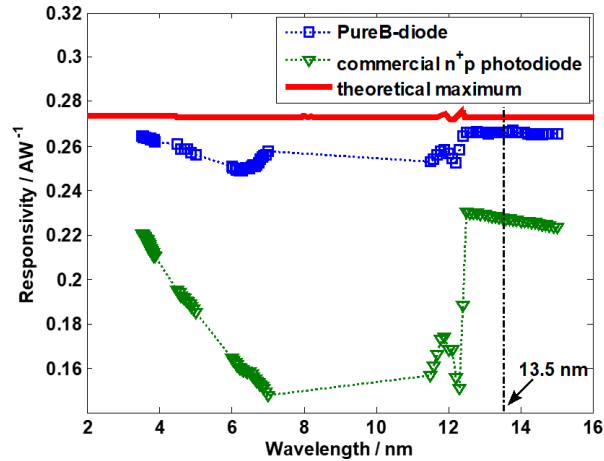 0.32
0.3
0.28
0.26
0.24
0.22
0.2
0.18
0.16
Responsivity / AW⁻¹
PureB-diode
commercial n⁺p photodiode
theoretical maximum
13.5 nm
2 4 6 8 10 12 14 16
Wavelength / nm